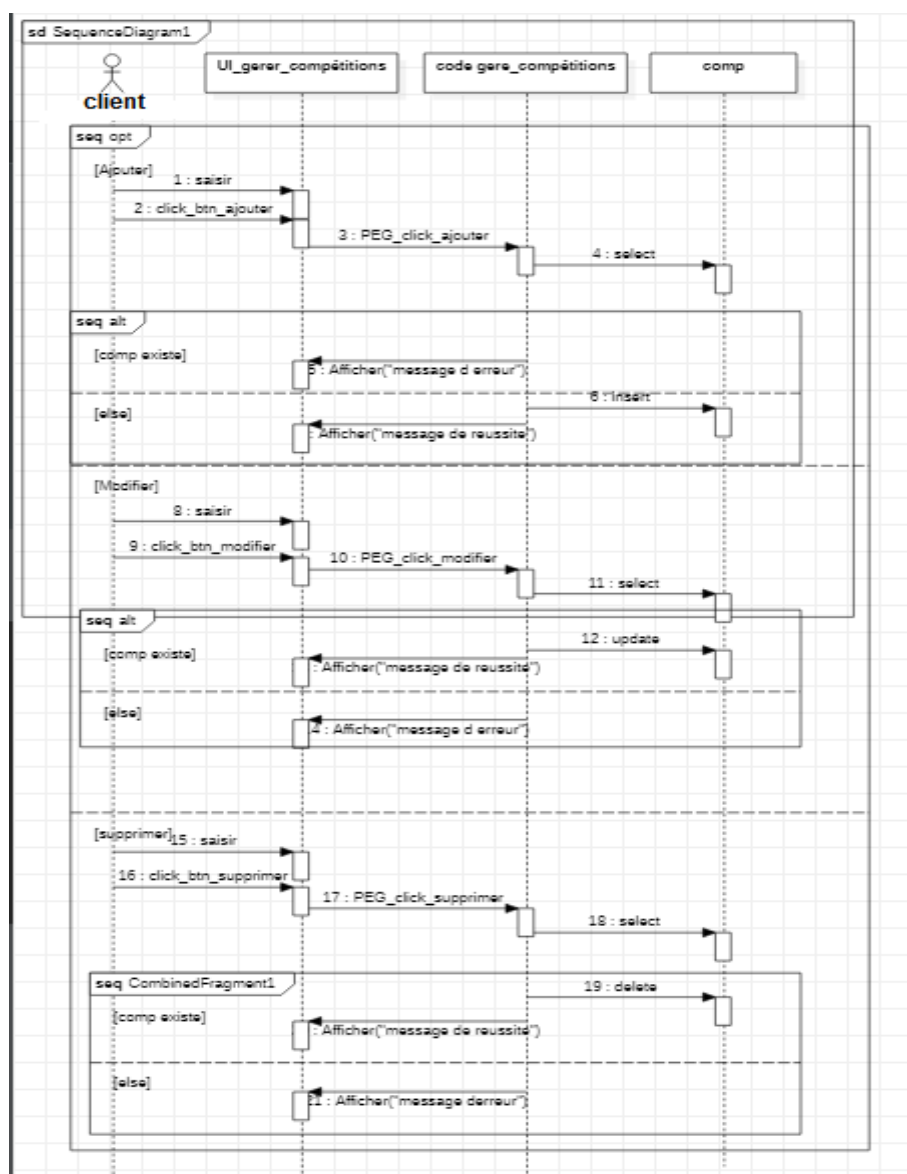 sd SequenceDiagram1
client
UI_gerer_compétitions
code gere_compétitions
comp
seq opt
[Ajouter]
1 : saisir
2 : click_btn_ajouter
3 : PEG_click_ajouter
4 : select
seq alt
[comp existe]
5 : Afficher("message d erreur")
6 : insert
[else]
: Afficher("message de reussite")
[Modifier]
8 : saisir
9 : click_btn_modifier
10 : PEG_click_modifier
11 : select
seq alt
12 : update
[comp existe]
: Afficher("message de reussite")
[else]
4 : Afficher("message d erreur")
[supprimer]
15 : saisir
16 : click_btn_supprimer
17 : PEG_click_supprimer
18 : select
seq CombinedFragment1
19 : delete
[comp existe]
: Afficher("message de reussite")
[else]
21 : Afficher("message derreur")